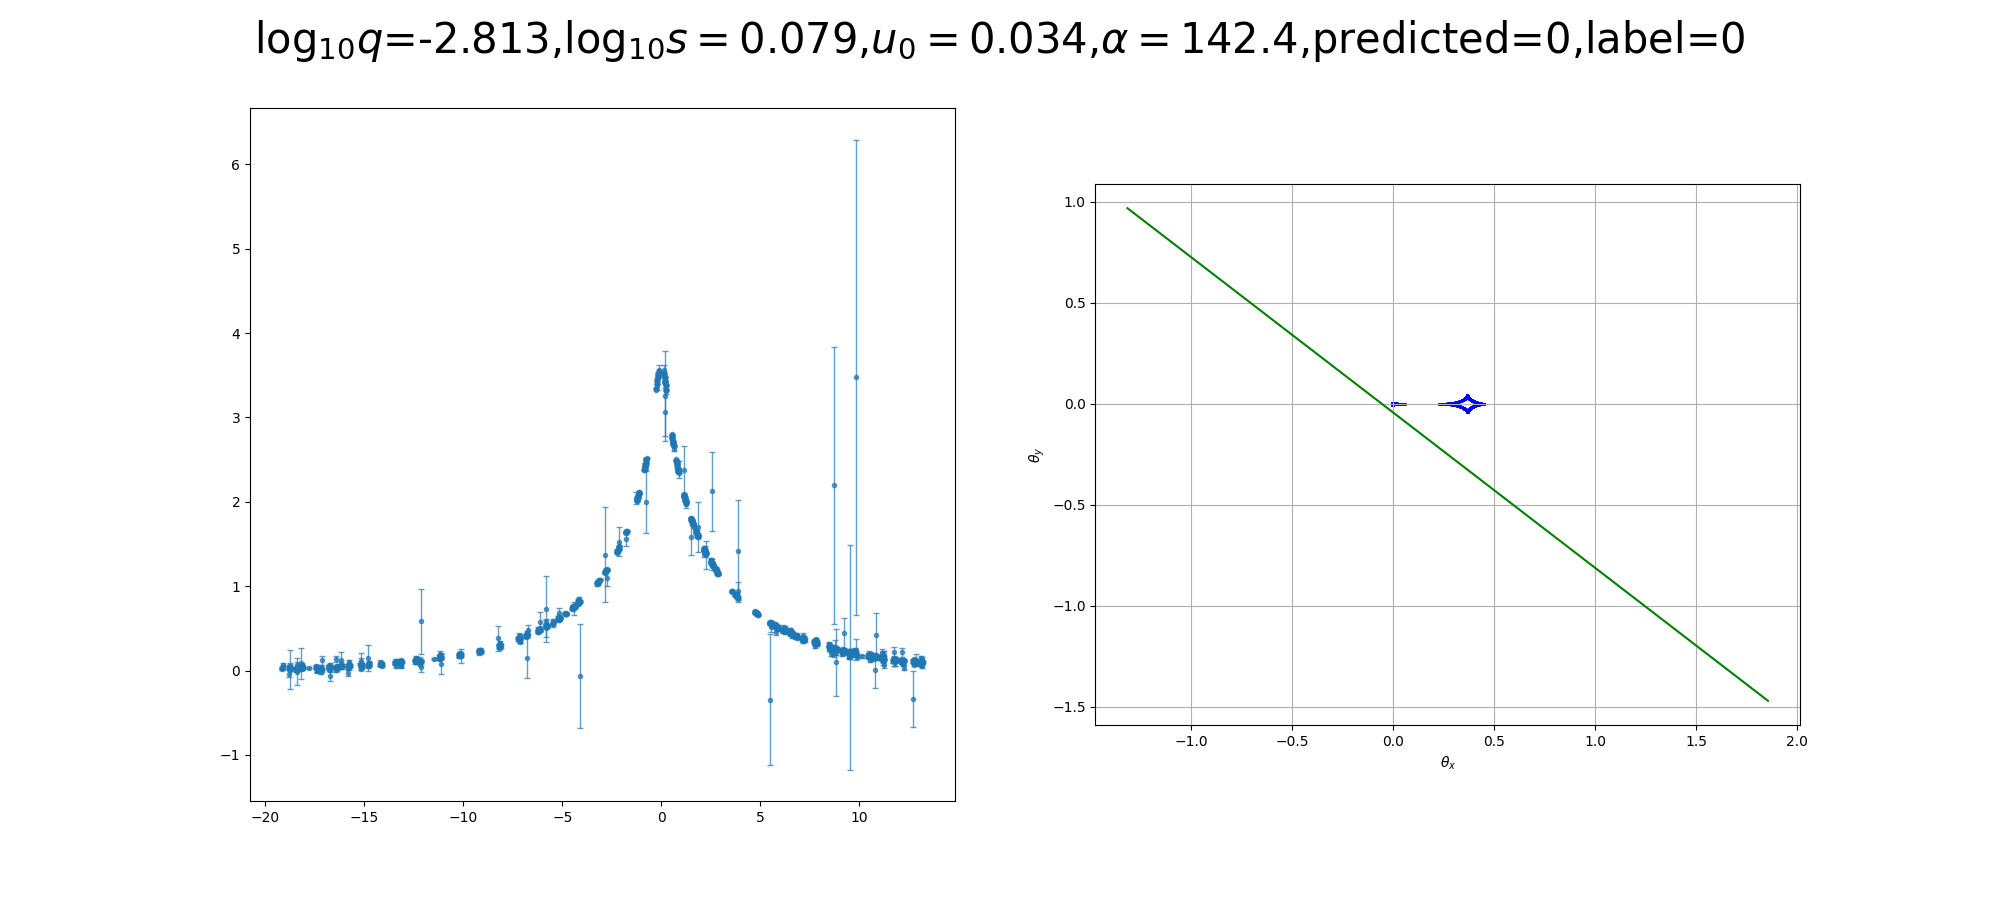 log₁₀q=-2.813,log₁₀s = 0.079,u₀ = 0.034,α = 142.4,predicted=0,label=0
6
5
4
3
2
1
0
−1
−20 −15 −10 −5 0 5 10
1.0
0.5
0.0
−0.5
−1.0
−1.5
θy
−1.0 −0.5 0.0 0.5 1.0 1.5 2.0
θx